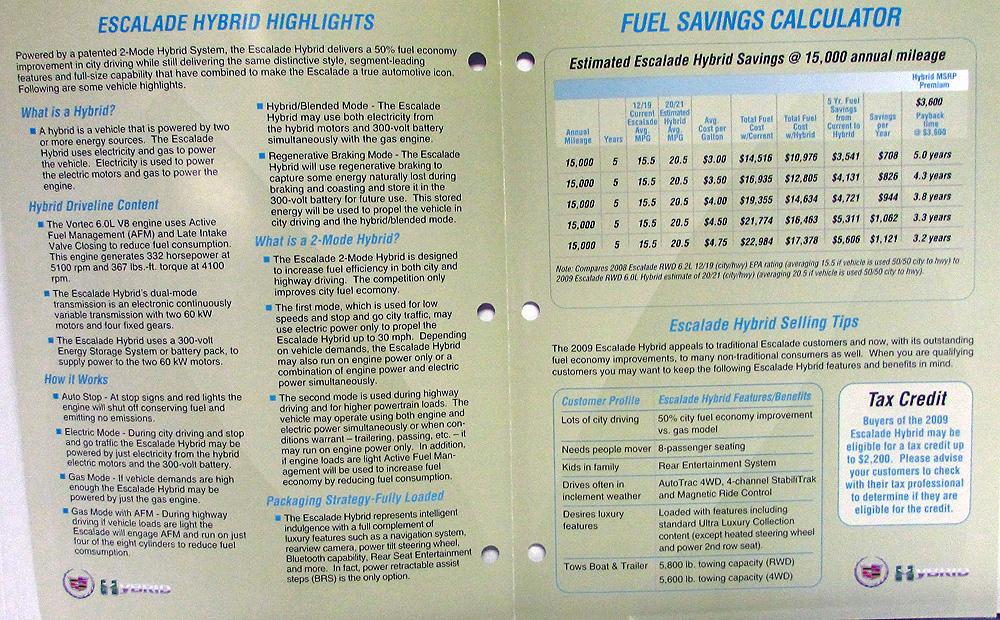 ESCALADE HYBRID HIGHLIGHTS
Powered by a patented 2-Mode Hybrid System, the Escalade Hybrid delivers a 50% fuel economy
improvement in city driving while still delivering the same distinctive style, segment-leading
features and full-size capability that have combined to make the Escalade a true automotive icon.
Following are some vehicle highlights.
What is a Hybrid?
A hybrid is a vehicle that is powered by two
or more energy sources. The Escalade
Hybrid uses electricity and gas to power
the vehicle. Electricity is used to power
the electric motors and gas to power the
engine.
Hybrid Driveline Content
The Vortec 6.0L V8 engine uses Active
Fuel Management (AFM) and Late Intake
Valve Closing to reduce fuel consumption.
This engine generates 332 horsepower at
5100 rpm and 367 lbs.-ft. torque at 4100
rpm.
The Escalade Hybrid's dual-mode
transmission is an electronic continuously
variable transmission with two 60 kW
motors and four fixed gears.
The Escalade Hybrid uses a 300-volt
Energy Storage System or battery pack, to
supply power to the two 60 kW motors.
How it Works
Auto Stop - At stop signs and red lights the
engine will shut off conserving fuel and
emitting no emissions.
Electric Mode - During city driving and stop
and go traffic the Escalade Hybrid may be
powered by just electricity from the hybrid
electric motors and the 300-volt battery.
Gas Mode - If vehicle demands are high
enough the Escalade Hybrid may be
powered by just the gas engine.
Gas Mode with AFM - During highway
driving if vehicle loads are light the
Escalade will engage AFM and run on just
four of the eight cylinders to reduce fuel
comsumption.
HYBRID
Hybrid/Blended Mode - The Escalade
Hybrid may use both electricity from
the hybrid motors and 300-volt battery
simultaneously with the gas engine.
Regenerative Braking Mode - The Escalade
Hybrid will use regenerative braking to
capture some energy naturally lost during
braking and coasting and store it in the
300-volt battery for future use. This stored
energy will be used to propel the vehicle in
city driving and the hybrid/blended mode.
What is a 2-Mode Hybrid?
The Escalade 2-Mode Hybrid is designed
to increase fuel efficiency in both city and
highway driving. The competition only
improves city fuel economy.
The first mode, which is used for low
speeds and stop and go city traffic, may
use electric power only to propel the
Escalade Hybrid up to 30 mph. Depending
on vehicle demands, the Escalade Hybrid
may also run on engine power only or a
combination of engine power and electric
power simultaneously.
The second mode is used during highway
driving and for higher powertrain loads. The
vehicle may operate using both engine and
electric power simultaneously or when con-
ditions warrant – trailering, passing, etc. – it
may run on engine power only. In addition,
if engine loads are light Active Fuel Man-
agement will be used to increase fuel
economy by reducing fuel consumption.
Packaging Strategy-Fully Loaded
The Escalade Hybrid represents intelligent
indulgence with a full complement of
luxury features such as a navigation system,
rearview camera, power tilt steering wheel,
Bluetooth capability, Rear Seat Entertainment
and more. In fact, power retractable assist
steps (BRS) is the only option.
FUEL SAVINGS CALCULATOR
Estimated Escalade Hybrid Savings @ 15,000 annual mileage
Hybrid MSRP
Premium
Annual Mileage Years 12/19 Current Escalade Avg. MPG 20/21 Estimated Hybrid Avg. MPG Avg. Cost per Gallon Total Fuel Cost w/Current Total Fuel Cost w/Hybrid 5 Yr. Fuel Savings from Current to Hybrid Savings per Year $3,600 Payback time @ $3,600
15,000 5 15.5 20.5 $3.00 $14,516 $10,976 $3,541 $708 5.0 years
15,000 5 15.5 20.5 $3.50 $16,935 $12,805 $4,131 $826 4.3 years
15,000 5 15.5 20.5 $4.00 $19,355 $14,634 $4,721 $944 3.8 years
15,000 5 15.5 20.5 $4.50 $21,774 $16,463 $5,311 $1,062 3.3 years
15,000 5 15.5 20.5 $4.75 $22,984 $17,378 $5,606 $1,121 3.2 years
Note: Compares 2008 Escalade RWD 6.2L 12/19 (city/hwy) EPA rating (averaging 15.5 if vehicle is used 50/50 city to hwy) to
2009 Escalade RWD 6.0L Hybrid estimate of 20/21 (city/hwy) (averaging 20.5 if vehicle is used 50/50 city to hwy).
Escalade Hybrid Selling Tips
The 2009 Escalade Hybrid appeals to traditional Escalade customers and now, with its outstanding
fuel economy improvements, to many non-traditional consumers as well. When you are qualifying
customers you may want to keep the following Escalade Hybrid features and benefits in mind.
Customer Profile Escalade Hybrid Features/Benefits
Lots of city driving 50% city fuel economy improvement
vs. gas model
Needs people mover 8-passenger seating
Kids in family Rear Entertainment System
Drives often in AutoTrac 4WD, 4-channel StabiliTrak
inclement weather and Magnetic Ride Control
Desires luxury Loaded with features including
features standard Ultra Luxury Collection
content (except heated steering wheel
and power 2nd row seat).
Tows Boat & Trailer 5,800 lb. towing capacity (RWD)
5,600 lb. towing capacity (4WD)
Tax Credit
Buyers of the 2009
Escalade Hybrid may be
eligible for a tax credit up
to $2,200. Please advise
your customers to check
with their tax professional
to determine if they are
eligible for the credit.
HYBRID